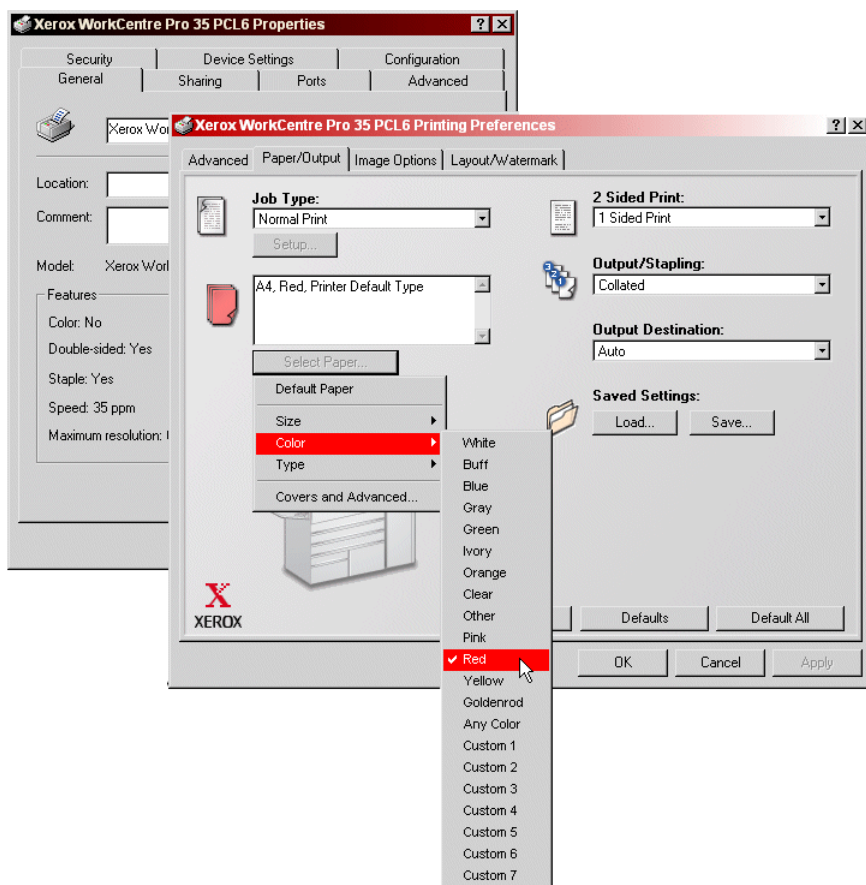 Xerox WorkCentre Pro 35 PCL6 Properties
Security Device Settings Configuration
General Sharing Ports Advanced
Xerox Wor
Location:
Comment:
Model: Xerox Worl
Features
Color: No
Double-sided: Yes
Staple: Yes
Speed: 35 ppm
Maximum resolution:
Xerox WorkCentre Pro 35 PCL6 Printing Preferences
Advanced Paper/Output Image Options Layout/Watermark
Job Type:
Normal Print
Setup...
A4, Red, Printer Default Type
Select Paper...
Default Paper
Size
Color
Type
Covers and Advanced...
White
Buff
Blue
Gray
Green
Ivory
Orange
Clear
Other
Pink
Red
Yellow
Goldenrod
Any Color
Custom 1
Custom 2
Custom 3
Custom 4
Custom 5
Custom 6
Custom 7
2 Sided Print:
1 Sided Print
3 2 1
Output/Stapling:
Collated
Output Destination:
Auto
Saved Settings:
Load... Save...
X
XEROX
Defaults Default All
OK Cancel Apply